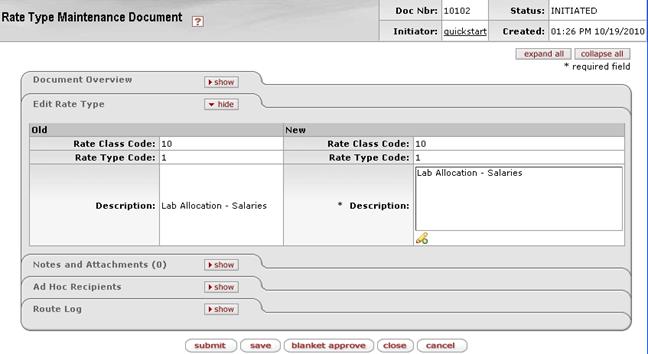 Rate Type Maintenance Document ?
Doc Nbr: 10102 Status: INITIATED
Initiator: quickstart Created: 01:26 PM 10/19/2010
expand all collapse all
* required field
Document Overview show
Edit Rate Type hide
Old New
Rate Class Code: 10 Rate Class Code: 10
Rate Type Code: 1 Rate Type Code: 1
Description: Lab Allocation - Salaries * Description: Lab Allocation - Salaries
Notes and Attachments (0) show
Ad Hoc Recipients show
Route Log show
submit save blanket approve close cancel